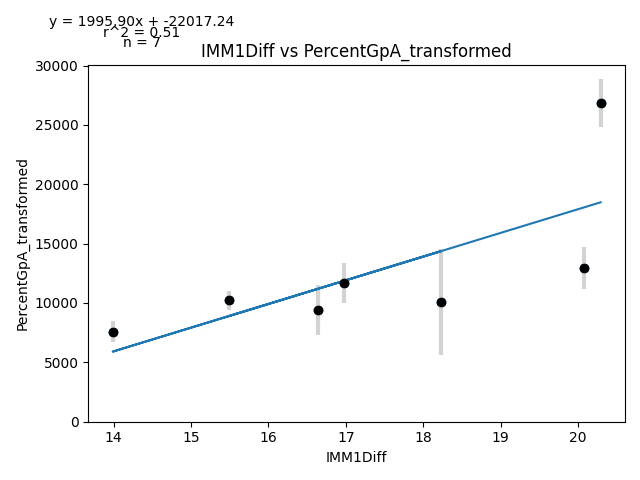 y = 1995.90x + -22017.24
r^2 = 0.51
n = 7
IMM1Diff vs PercentGpA_transformed
30000
25000
20000
15000
10000
5000
0
PercentGpA_transformed
14 15 16 17 18 19 20
IMM1Diff